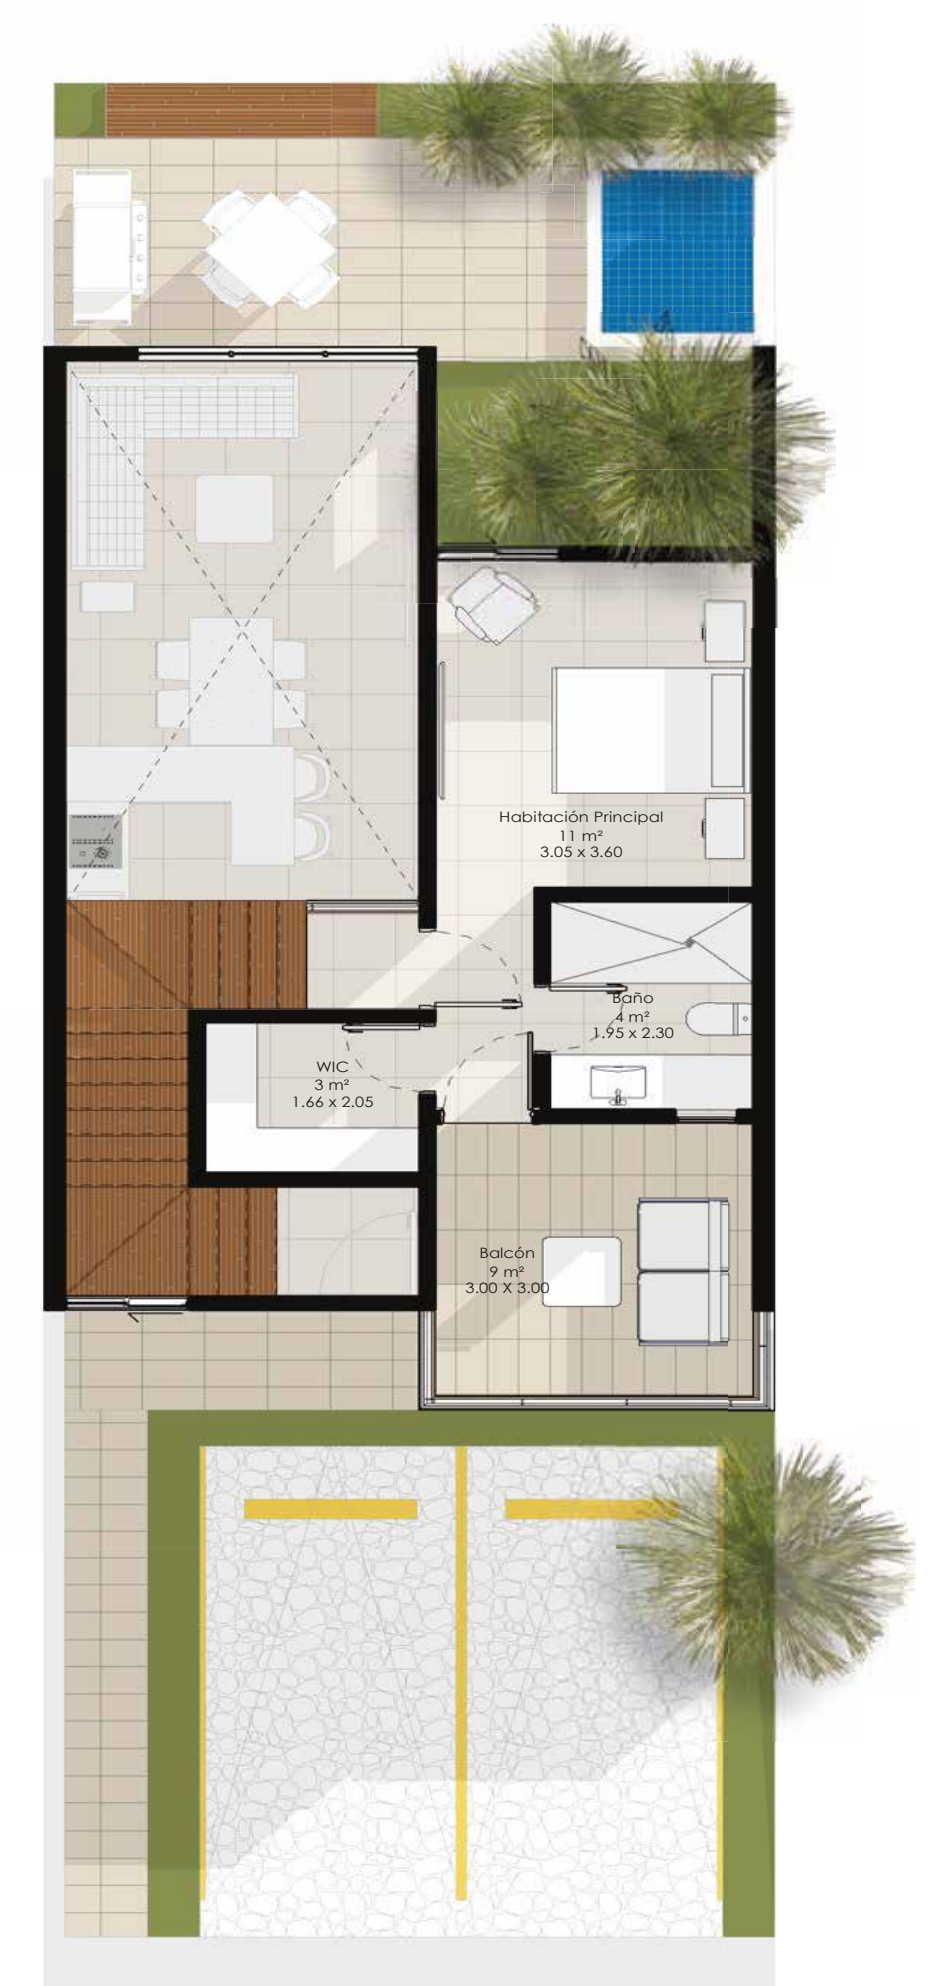 Habitación Principal
11 m²
3.05 x 3.60
Baño
4 m²
1.95 x 2.30
WIC
3 m²
1.66 x 2.05
Balcón
9 m²
3.00 X 3.00